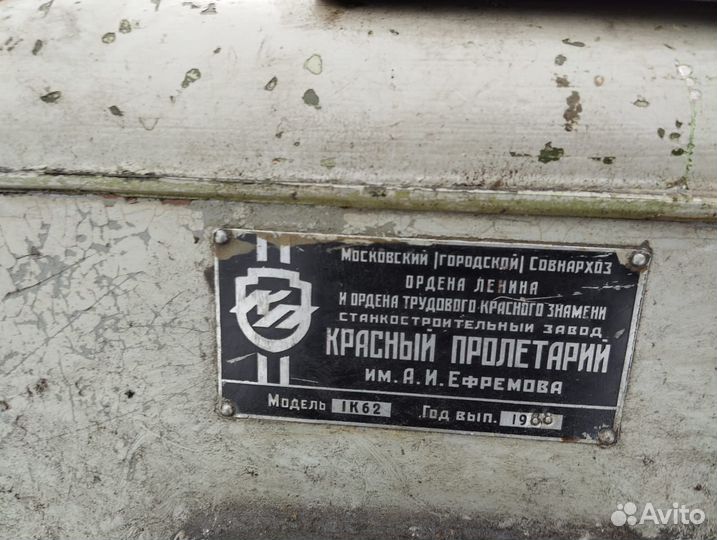 Московский (городской) Совнархоз
ордена Ленина
и ордена Трудового Красного Знамени
станкостроительный завод
КРАСНЫЙ ПРОЛЕТАРИЙ
им. А.И.Ефремова
Модель 1К62 Год вып.
Avito